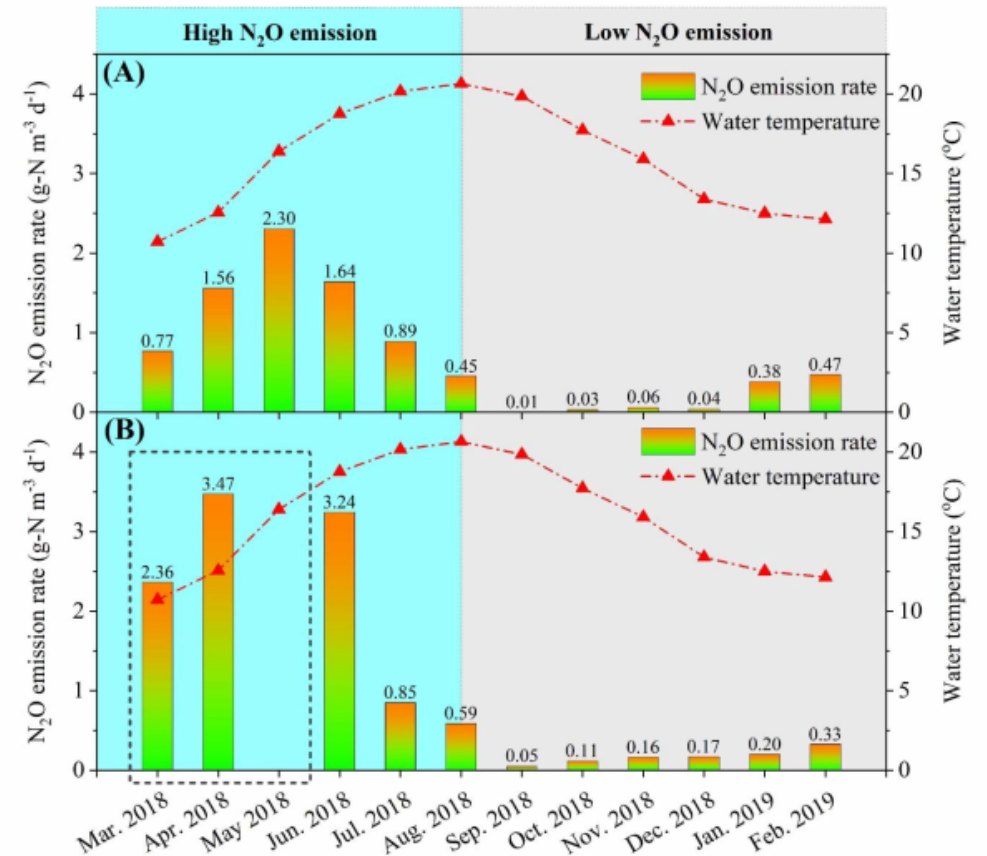 High N₂O emission
Low N₂O emission
(A)
N₂O emission rate
Water temperature
N₂O emission rate (g-N m⁻³ d⁻¹)
Water temperature (°C)
4
3
2
1
0
20
15
10
5
0
0.77
1.56
2.30
1.64
0.89
0.45
0.01
0.03
0.06
0.04
0.38
0.47
(B)
N₂O emission rate
Water temperature
N₂O emission rate (g-N m⁻³ d⁻¹)
Water temperature (°C)
4
3
2
1
0
20
15
10
5
0
2.36
3.47
3.24
0.85
0.59
0.05
0.11
0.16
0.17
0.20
0.33
Mar. 2018
Apr. 2018
May 2018
Jun. 2018
Jul. 2018
Aug. 2018
Sep. 2018
Oct. 2018
Nov. 2018
Dec. 2018
Jan. 2019
Feb. 2019